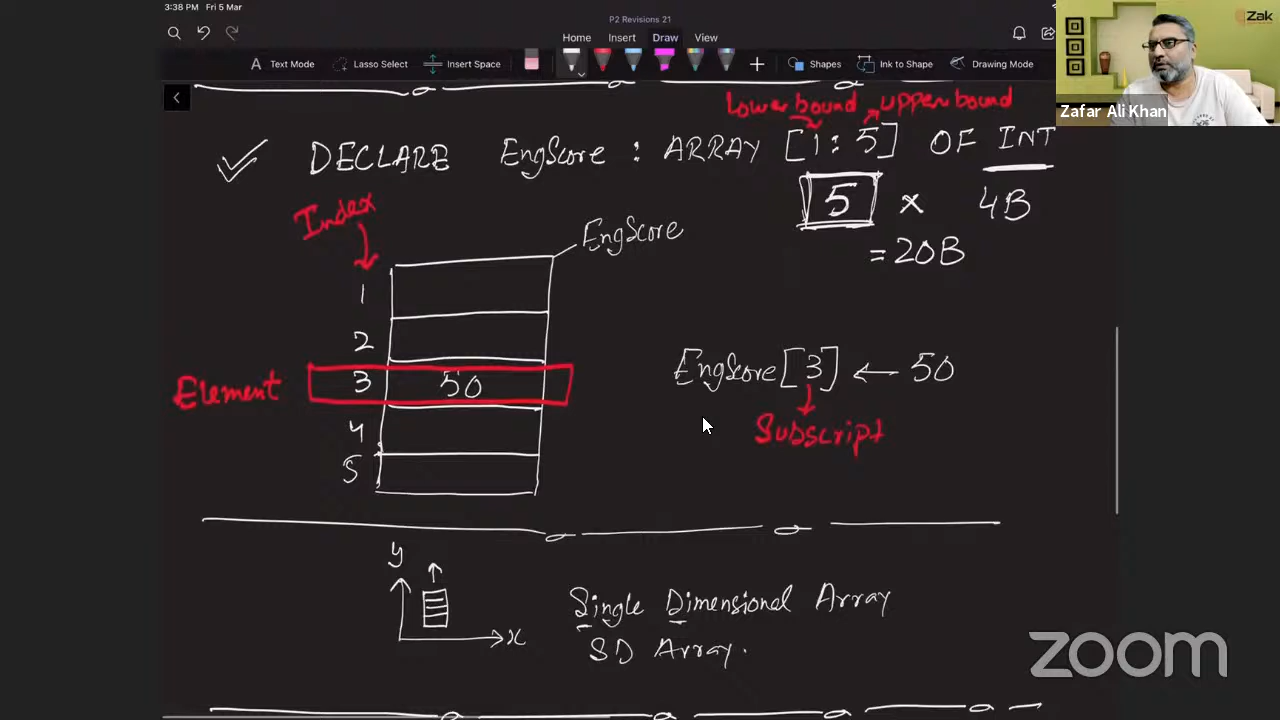 3:38 PM Fri 5 Mar
P2 Revisions 21
Home Insert Draw View
Text Mode Lasso Select Insert Space Shapes Ink to Shape Drawing Mode
Zak
Zafar Ali Khan
Lower bound upper bound
DECLARE EngScore : ARRAY [1:5] OF INT
5 x 4B
= 20B
Index
EngScore
1
2
Element 3 50
4
5
EngScore[3] ← 50
Subscript
y
x
Single Dimensional Array
SD Array.
zoom